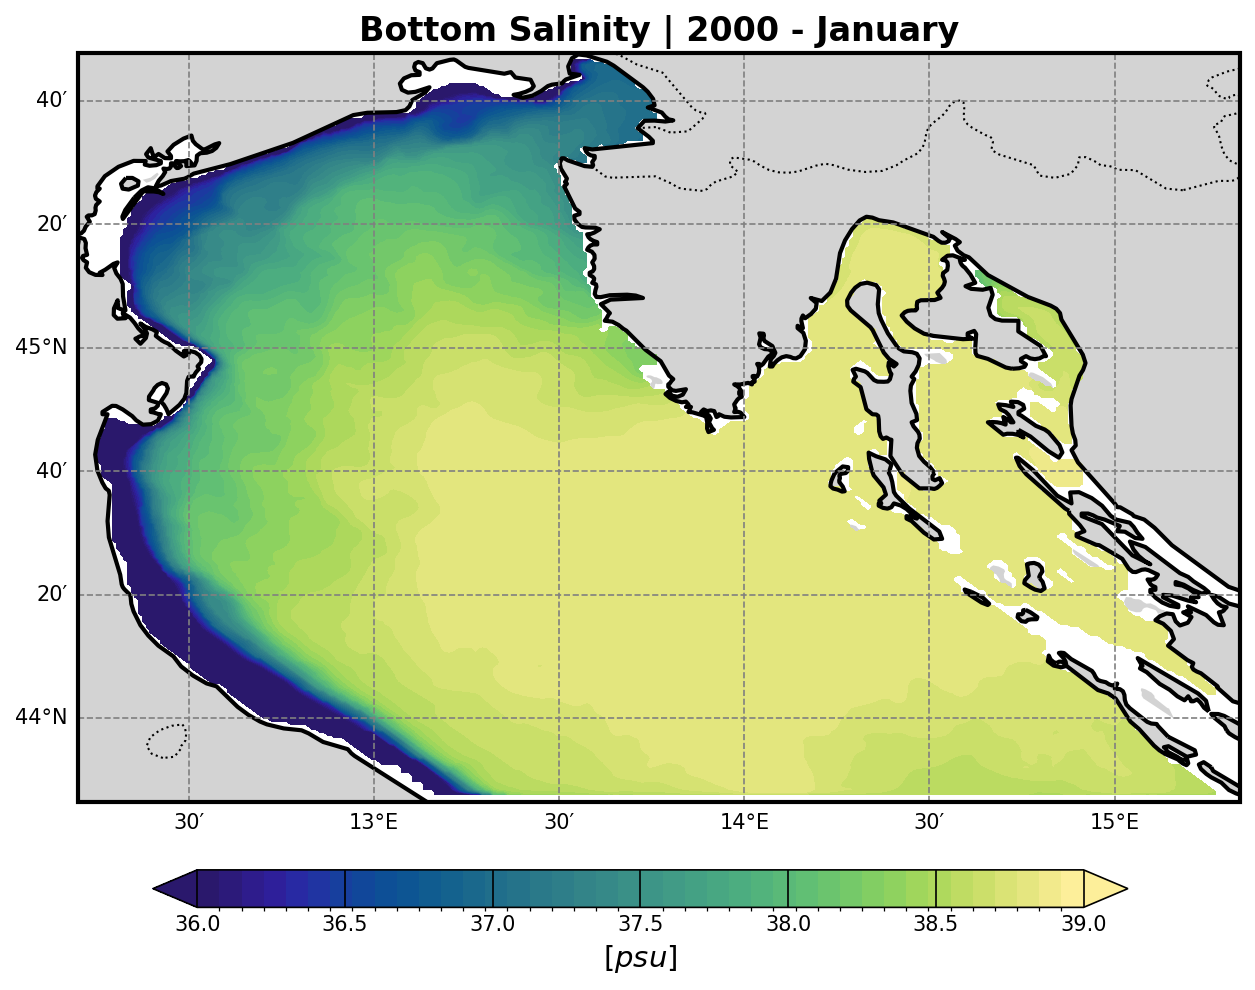 Bottom Salinity | 2000 - January
40′
20′
45°N
40′
20′
44°N
30′ 13°E 30′ 14°E 30′ 15°E
36.0 36.5 37.0 37.5 38.0 38.5 39.0
[psu]